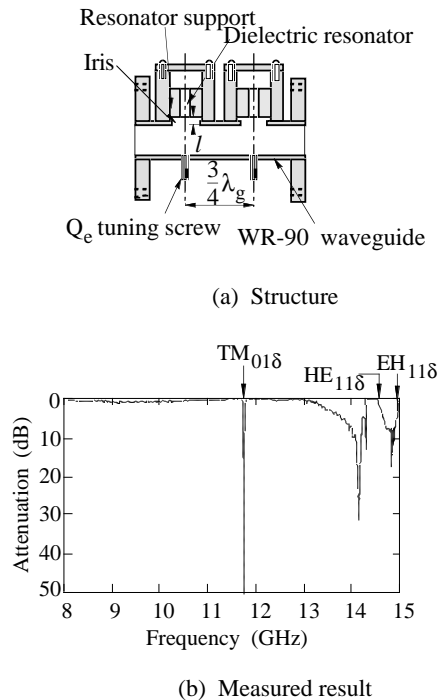 Resonator support
Dielectric resonator
Iris
l
3/4 λg
Qe tuning screw
WR-90 waveguide
(a) Structure
TM01δ
HE11δ
EH11δ
0
10
20
30
40
50
Attenuation (dB)
8 9 10 11 12 13 14 15
Frequency (GHz)
(b) Measured result